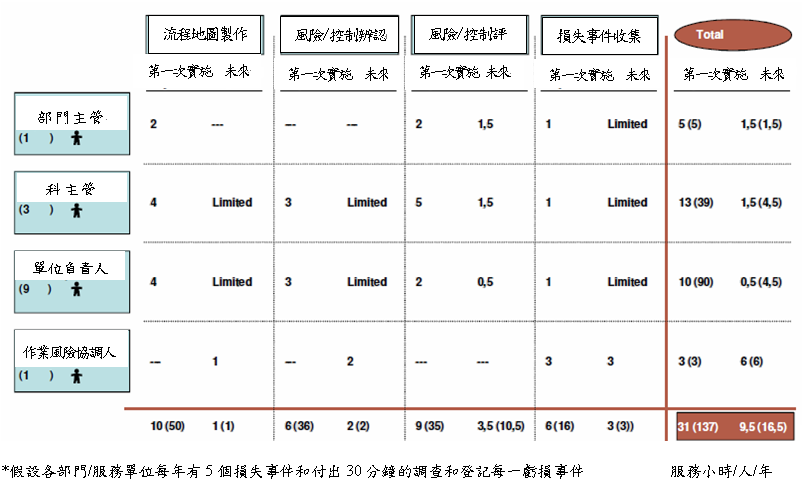 流程地圖製作 風險/控制辨認 風險/控制評 損失事件收集 Total
第一次實施 未來 第一次實施 未來 第一次實施 未來 第一次實施 未來 第一次實施 未來
部門主管
(1 ) 2 --- --- --- 2 1,5 1 Limited 5 (5) 1,5 (1,5)
科主管
(3 ) 4 Limited 3 Limited 5 1,5 1 Limited 13 (39) 1,5 (4,5)
單位負責人
(9 ) 4 Limited 3 Limited 2 0,5 1 Limited 10 (90) 0,5 (4,5)
作業風險協調人
(1 ) --- 1 --- 2 --- --- 3 3 3 (3) 6 (6)
10 (50) 1 (1) 6 (36) 2 (2) 9 (35) 3,5 (10,5) 6 (16) 3 (3)) 31 (137) 9,5 (16,5)
*假設各部門/服務單位每年有5個損失事件和付出30分鐘的調查和登記每一虧損事件 服務小時/人/年